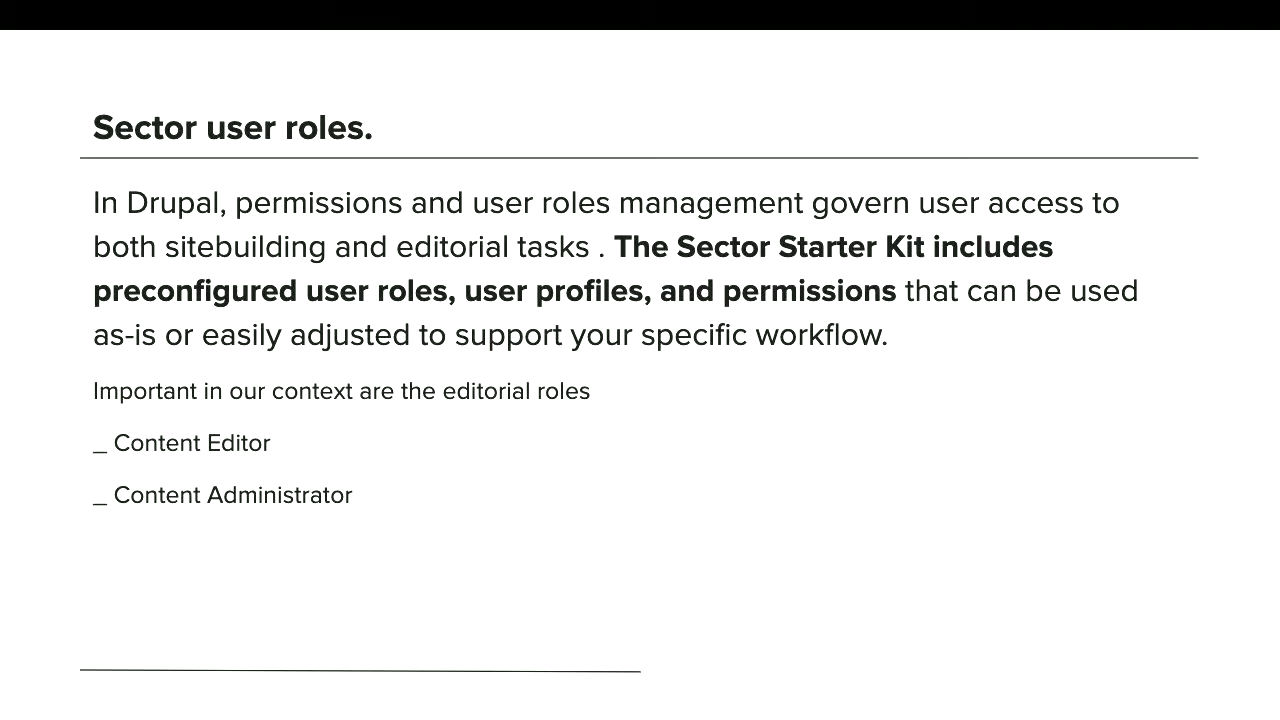 Sector user roles.
In Drupal, permissions and user roles management govern user access to
both sitebuilding and editorial tasks . The Sector Starter Kit includes
preconfigured user roles, user profiles, and permissions that can be used
as-is or easily adjusted to support your specific workflow.
Important in our context are the editorial roles
_ Content Editor
_ Content Administrator